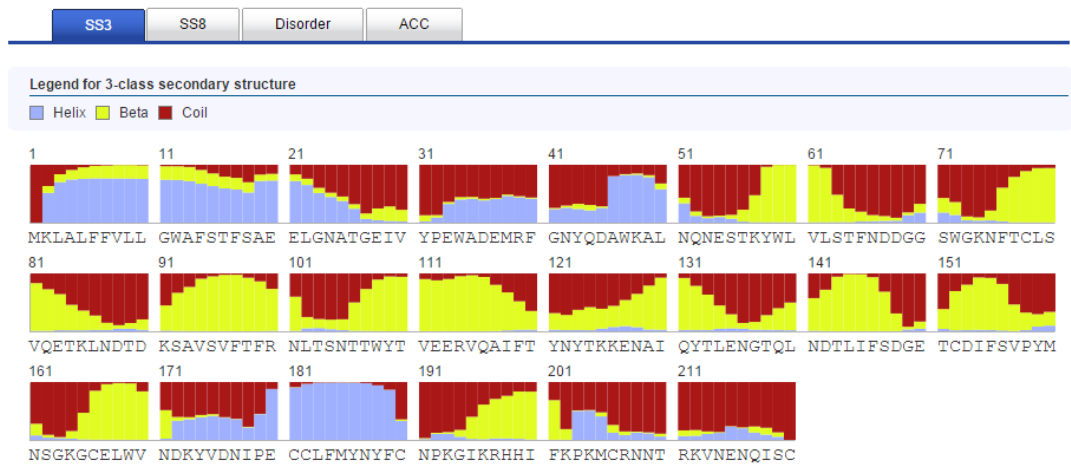 SS3 SS8 Disorder ACC
Legend for 3-class secondary structure
Helix Beta Coil
1 11 21 31 41 51 61 71
MKLALFFVLL GWAFSTFSAE ELGNATGEIV YPEWADEMRF GNYQDAWKAL NQNESTKYWL VLSTFNDDGG SWGKNFTCLS
81 91 101 111 121 131 141 151
VQETKLNDTD KSAVSVFTFR NLTSNTTWYT VEERVQAIFT YNYTKKENAI QYTLENGTQL NDTLIFSDGE TCDIFSVPYM
161 171 181 191 201 211
NSGKGCELWV NDKYVDNIPE CCLFMYNYFC NPKGIKRHHI FKPKMCRNNT RKVNENQISC